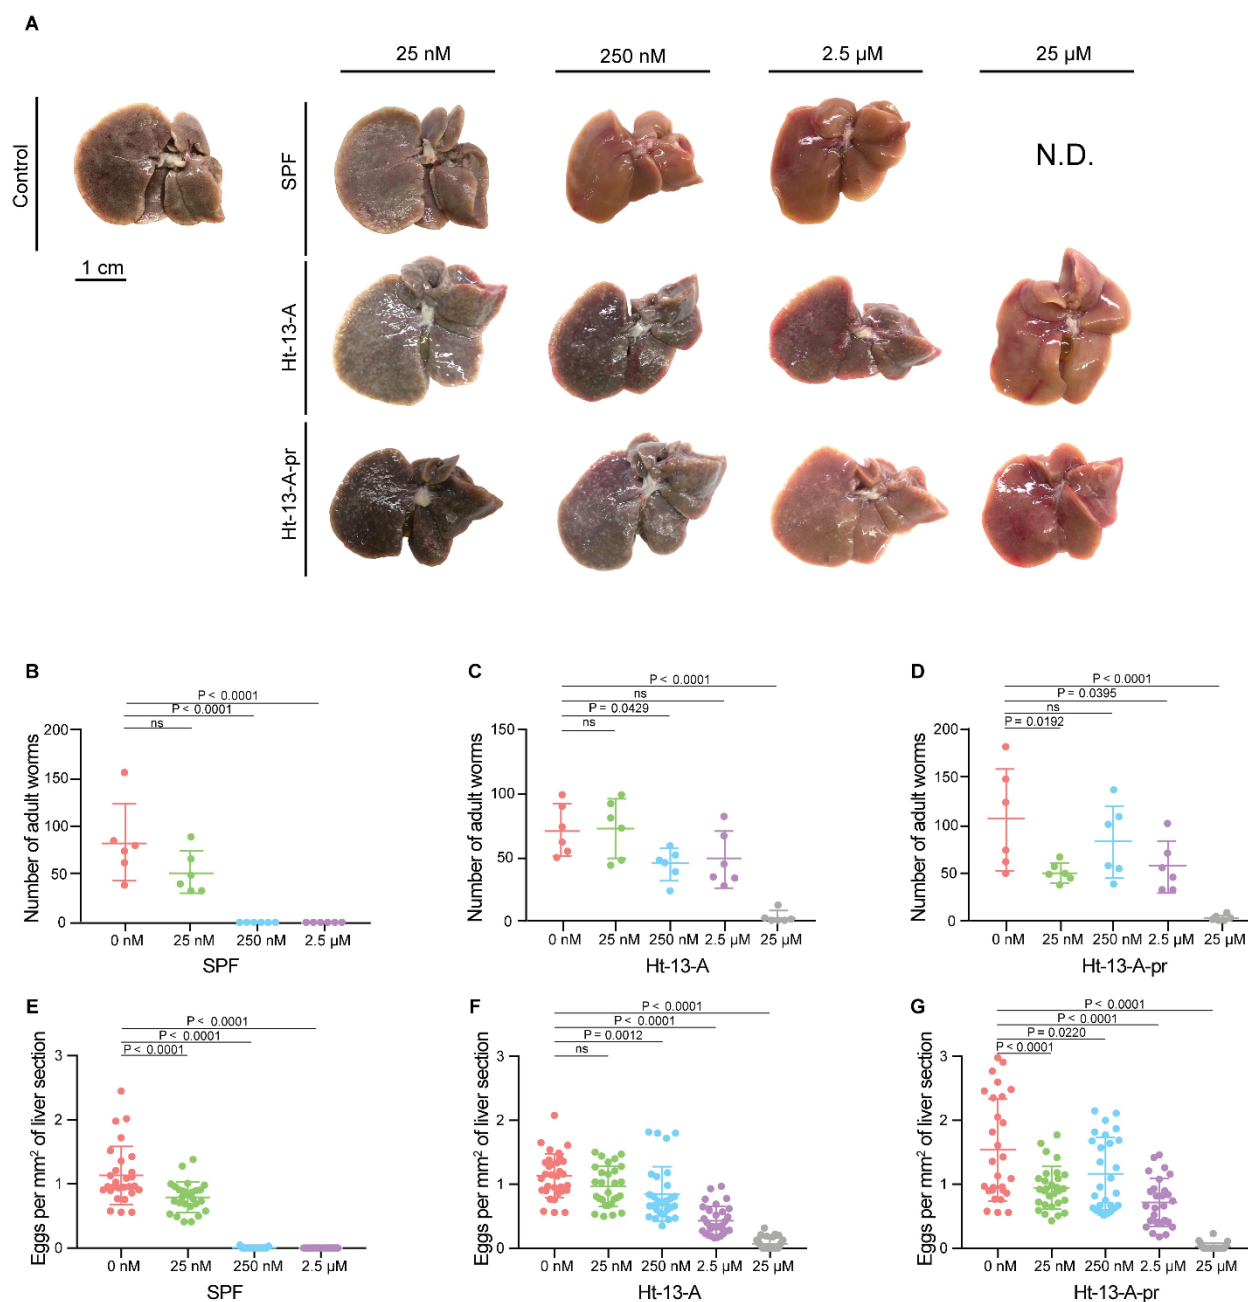 A
25 nM
250 nM
2.5 µM
25 µM
Control
SPF
N.D.
1 cm
Ht-13-A
Ht-13-A-pr
B
P < 0.0001
P < 0.0001
ns
Number of adult worms
200
150
100
50
0
0 nM
25 nM
250 nM
2.5 µM
SPF
C
P < 0.0001
ns
P = 0.0429
ns
Number of adult worms
150
100
50
0
0 nM
25 nM
250 nM
2.5 µM
25 µM
Ht-13-A
D
P < 0.0001
P = 0.0395
ns
P = 0.0192
Number of adult worms
200
150
100
50
0
0 nM
25 nM
250 nM
2.5 µM
25 µM
Ht-13-A-pr
E
P < 0.0001
P < 0.0001
P < 0.0001
Eggs per mm² of liver section
3
2
1
0
0 nM
25 nM
250 nM
2.5 µM
SPF
F
P < 0.0001
P < 0.0001
P = 0.0012
ns
Eggs per mm² of liver section
3
2
1
0
0 nM
25 nM
250 nM
2.5 µM
25 µM
Ht-13-A
G
P < 0.0001
P < 0.0001
P = 0.0220
P < 0.0001
Eggs per mm² of liver section
3
2
1
0
0 nM
25 nM
250 nM
2.5 µM
25 µM
Ht-13-A-pr